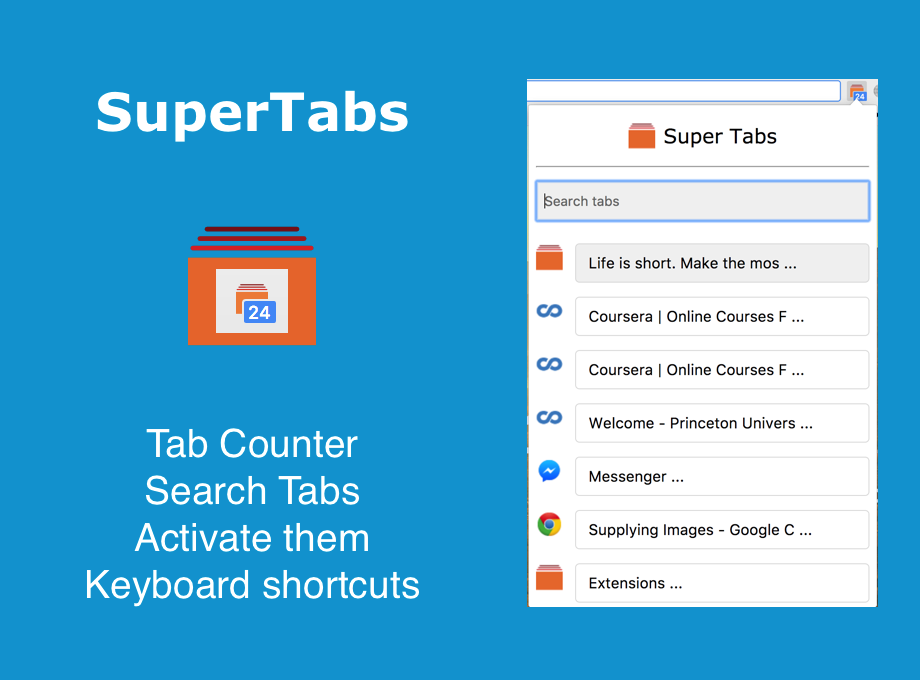 SuperTabs
24
Tab Counter
Search Tabs
Activate them
Keyboard shortcuts
24
Super Tabs
Search tabs
Life is short. Make the mos ...
Coursera | Online Courses F ...
Coursera | Online Courses F ...
Welcome - Princeton Univers ...
Messenger ...
Supplying Images - Google C ...
Extensions ...